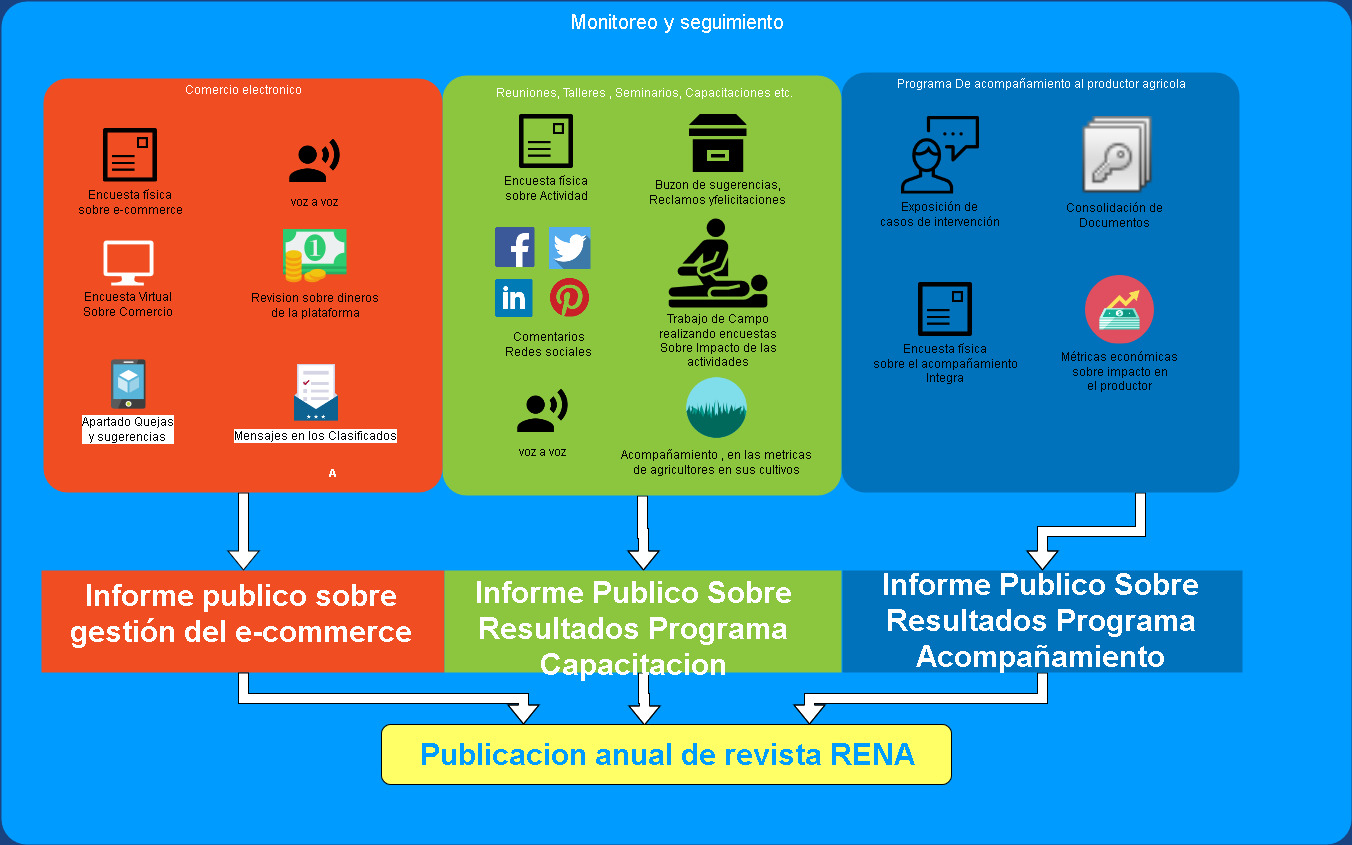 Monitoreo y seguimiento
Comercio electronico
Encuesta física
sobre e-commerce
voz a voz
Encuesta Virtual
Sobre Comercio
1
Revision sobre dineros
de la plataforma
Apartado Quejas
y sugerencias
Mensajes en los Clasificados
A
Reuniones, Talleres , Seminarios, Capacitaciones etc.
Encuesta física
sobre Actividad
Buzon de sugerencias,
Reclamos yfelicitaciones
f
in
Comentarios
Redes sociales
Trabajo de Campo
realizando encuestas
Sobre Impacto de las
actividades
voz a voz
Acompañamiento , en las metricas
de agricultores en sus cultivos
Programa De acompañamiento al productor agricola
Exposición de
casos de intervención
Consolidación de
Documentos
Encuesta física
sobre el acompañamiento
Integra
Métricas económicas
sobre impacto en
el productor
Informe publico sobre
gestión del e-commerce
Informe Publico Sobre
Resultados Programa
Capacitacion
Informe Publico Sobre
Resultados Programa
Acompañamiento
Publicacion anual de revista RENA